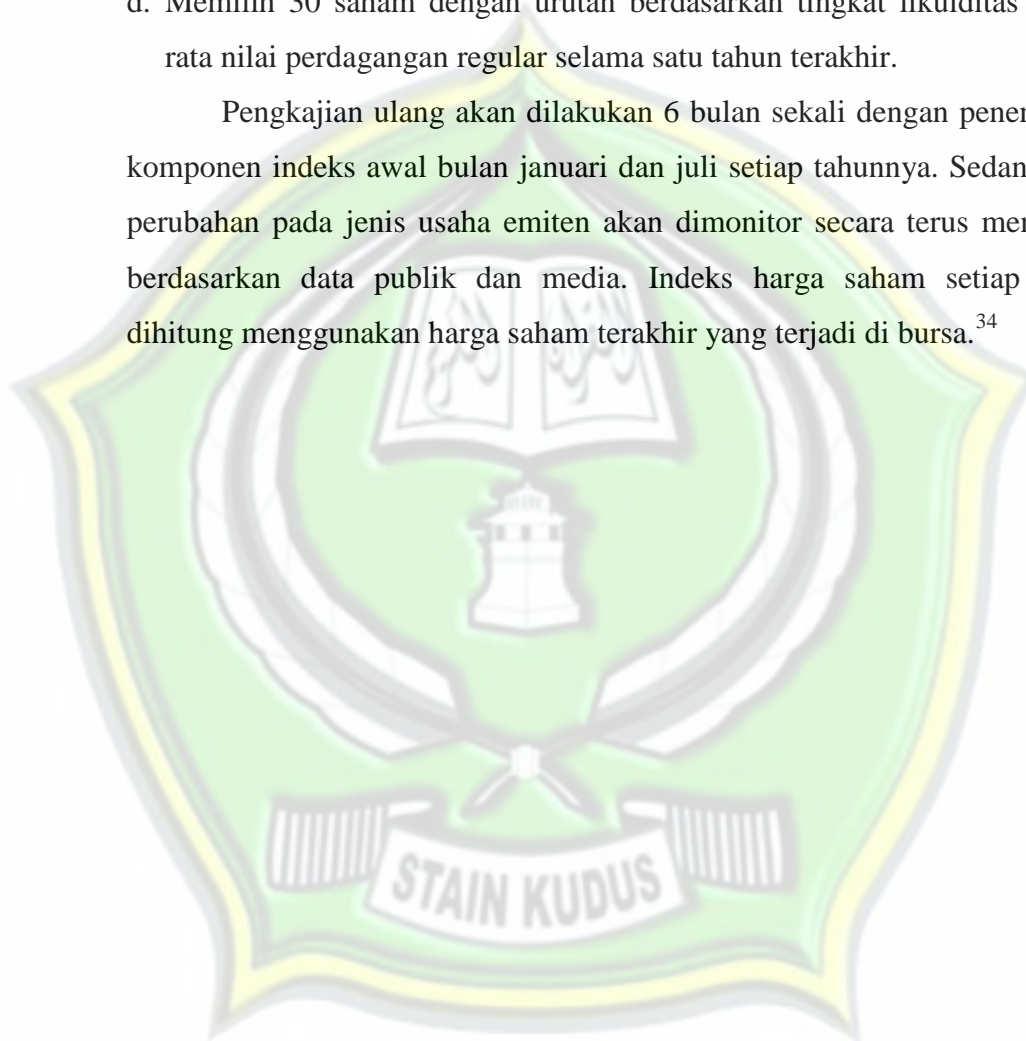 d. Memilih 30 saham dengan urutan berdasarkan tingkat likuiditas
rata nilai perdagangan regular selama satu tahun terakhir.
Pengkajian ulang akan dilakukan 6 bulan sekali dengan pener
komponen indeks awal bulan januari dan juli setiap tahunnya. Sedan
perubahan pada jenis usaha emiten akan dimonitor secara terus mer
berdasarkan data publik dan media. Indeks harga saham setiap
dihitung menggunakan harga saham terakhir yang terjadi di bursa.34
STAIN KUDUS